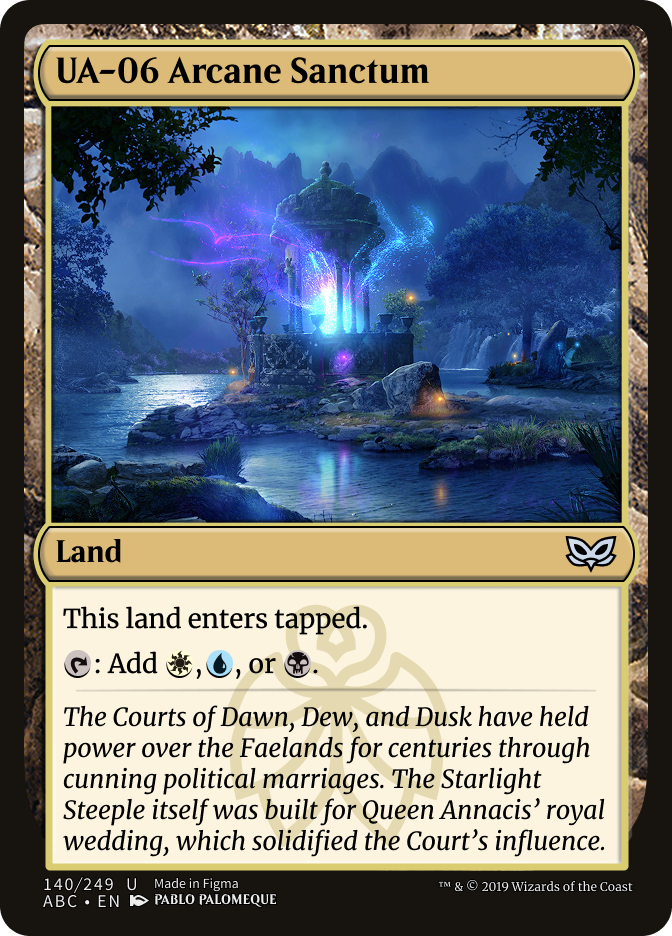 UA-06 Arcane Sanctum
Land
This land enters tapped.
: Add , , or .
The Courts of Dawn, Dew, and Dusk have held
power over the Faelands for centuries through
cunning political marriages. The Starlight
Steeple itself was built for Queen Annacis’ royal
wedding, which solidified the Court’s influence.
140/249 U Made in Figma ™ & © 2019 Wizards of the Coast
ABC • EN PABLO PALOMEQUE